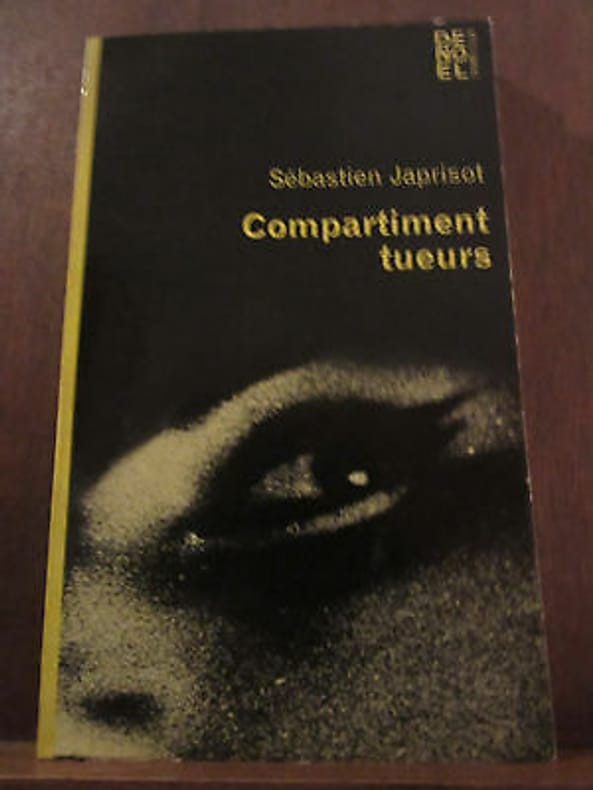 DE
NO
EL
Sébastien Japrisot
Compartiment
tueurs